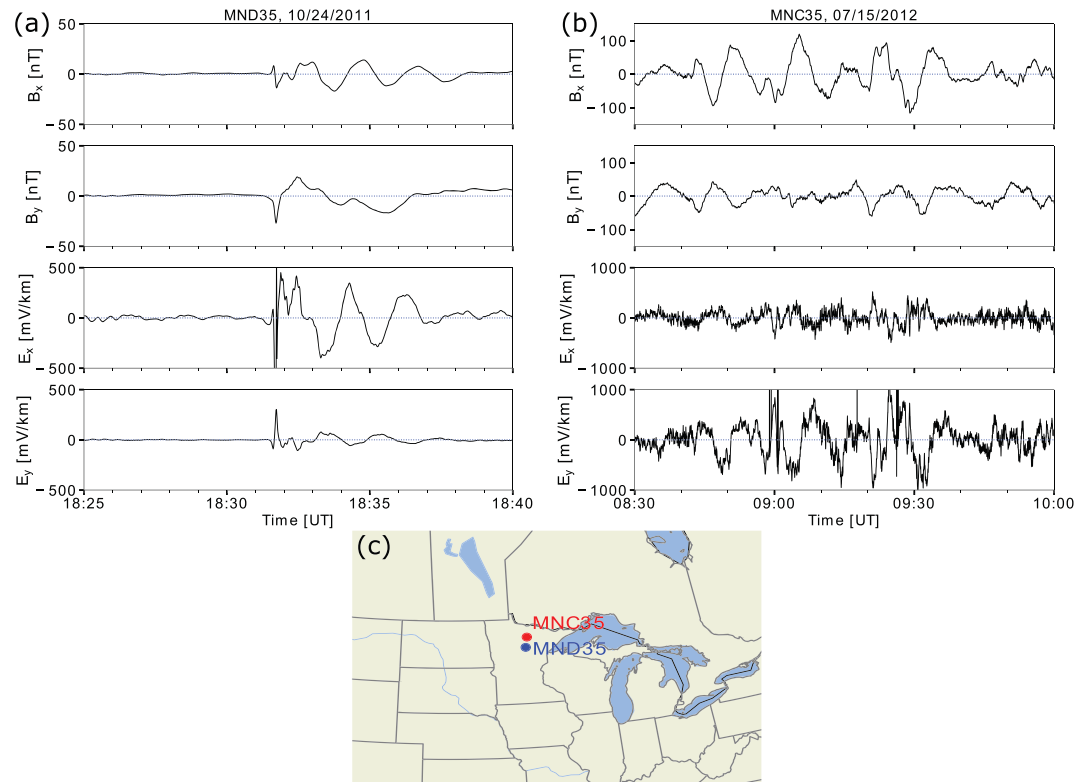 (a)
MND35, 10/24/2011
50
0
−50
Bx [nT]
50
0
−50
By [nT]
500
0
−500
Ex [mV/km]
500
0
−500
Ey [mV/km]
18:25
18:30
18:35
18:40
Time [UT]
(b)
MNC35, 07/15/2012
100
0
−100
Bx [nT]
100
0
−100
By [nT]
1000
0
−1000
Ex [mV/km]
1000
0
−1000
Ey [mV/km]
08:30
09:00
09:30
10:00
Time [UT]
(c)
MNC35
MND35